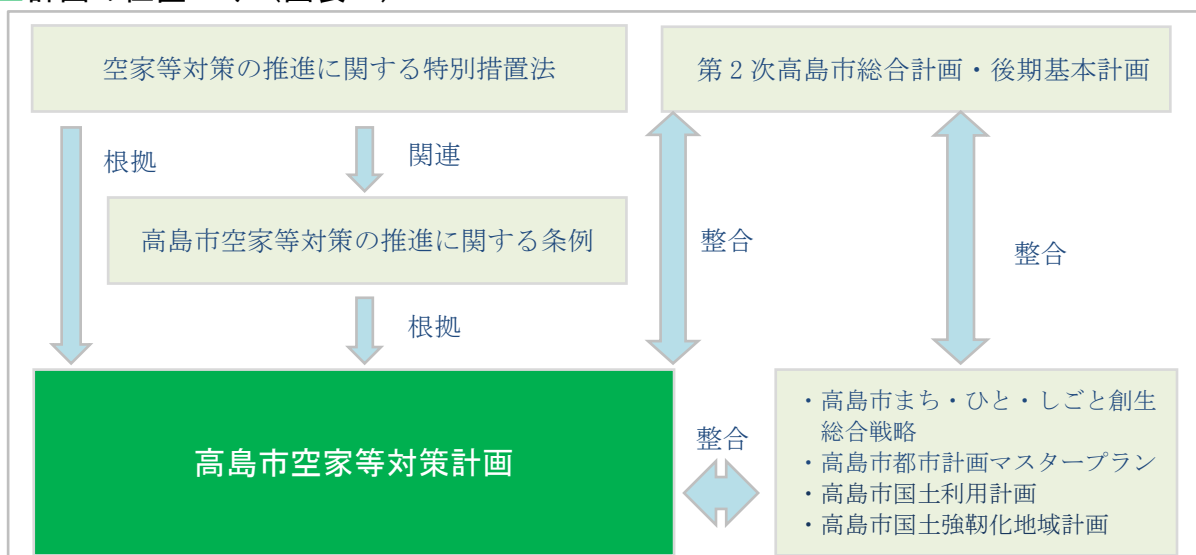 空家等対策の推進に関する特別措置法
第２次高島市総合計画・後期基本計画
根拠
関連
高島市空家等対策の推進に関する条例
整合
整合
根拠
高島市空家等対策計画
整合
・高島市まち・ひと・しごと創生
総合戦略
・高島市都市計画マスタープラン
・高島市国土利用計画
・高島市国土強靭化地域計画